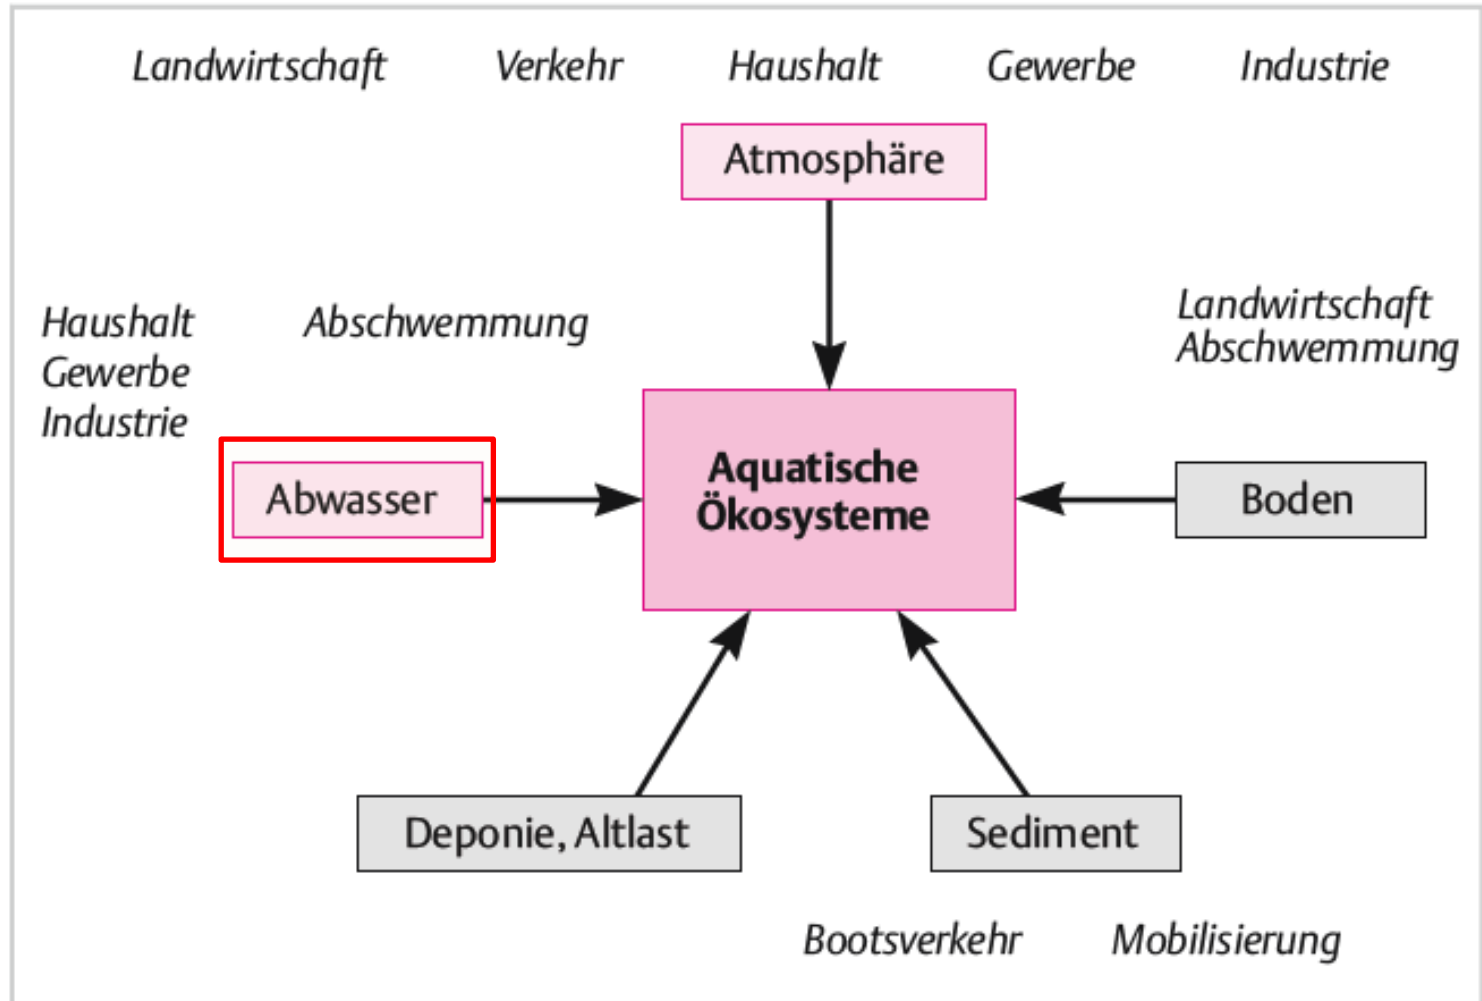 Landwirtschaft Verkehr Haushalt Gewerbe Industrie
Atmosphäre
Haushalt
Gewerbe
Industrie
Abschwemmung
Landwirtschaft
Abschwemmung
Abwasser
Aquatische
Ökosysteme
Boden
Deponie, Altlast
Sediment
Bootsverkehr Mobilisierung